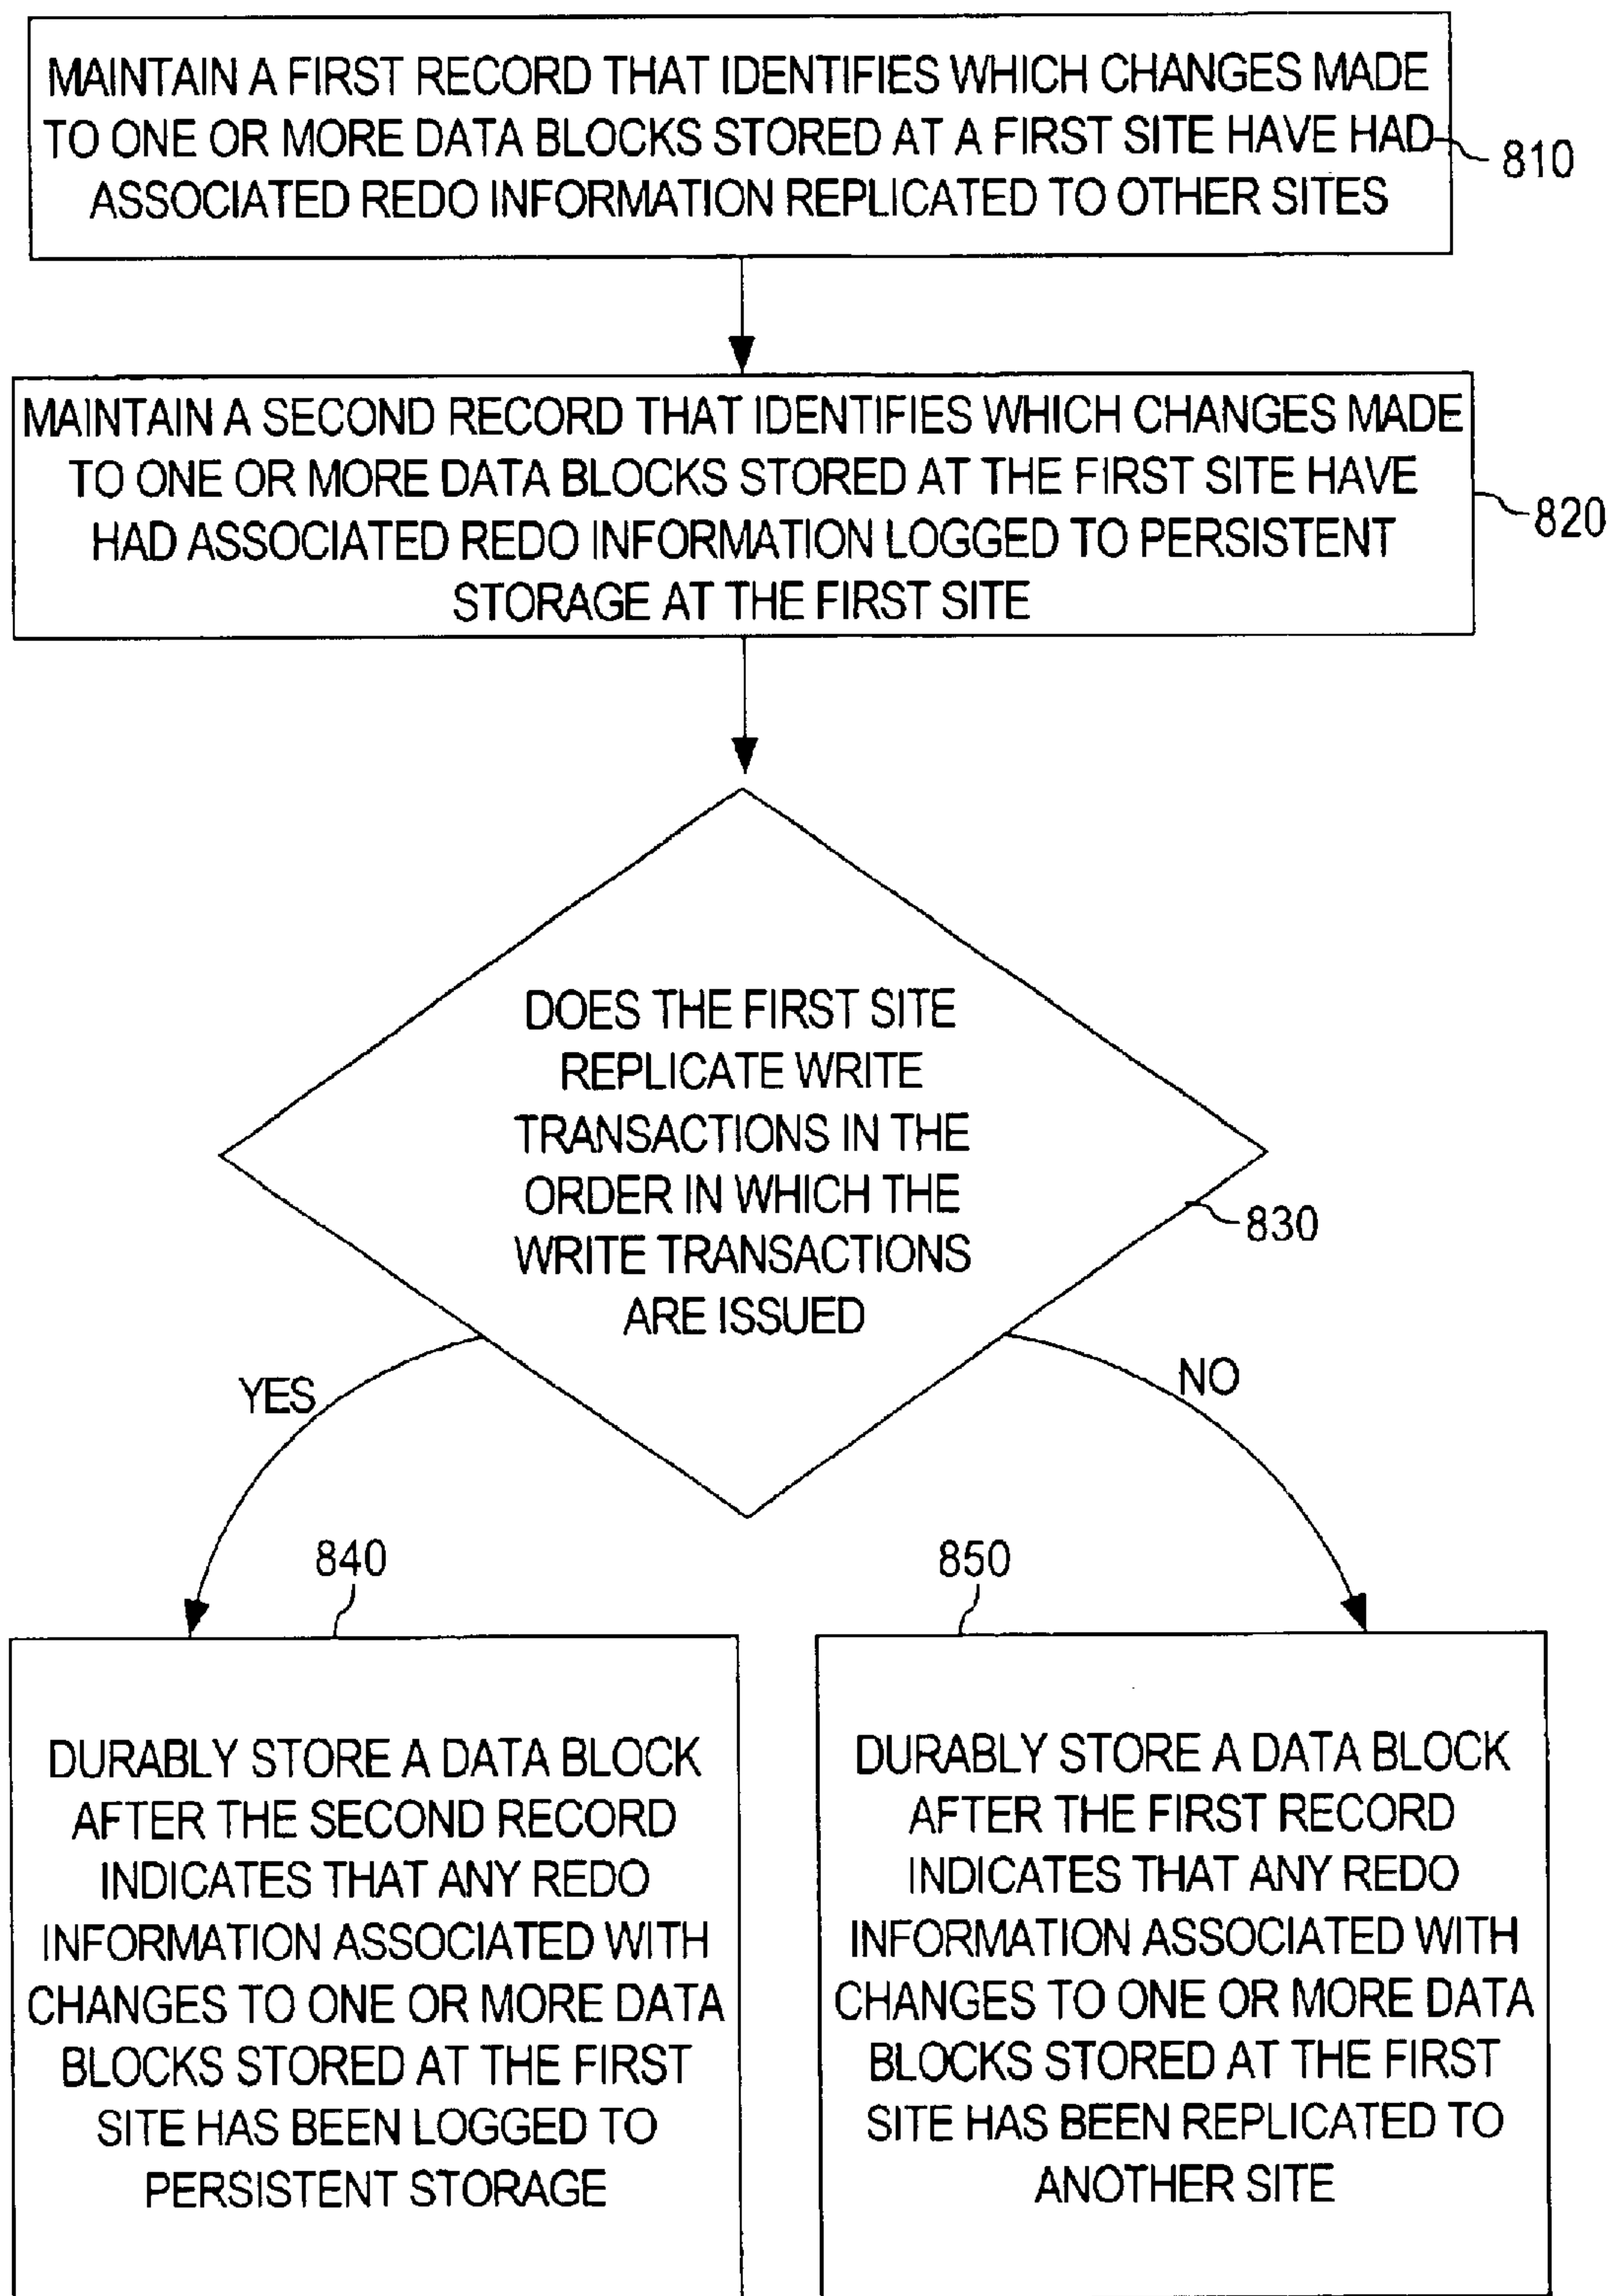 MAINTAIN A FIRST RECORD THAT IDENTIFIES WHICH CHANGES MADE
TO ONE OR MORE DATA BLOCKS STORED AT A FIRST SITE HAVE HAD
ASSOCIATED REDO INFORMATION REPLICATED TO OTHER SITES
810
MAINTAIN A SECOND RECORD THAT IDENTIFIES WHICH CHANGES MADE
TO ONE OR MORE DATA BLOCKS STORED AT THE FIRST SITE HAVE
HAD ASSOCIATED REDO INFORMATION LOGGED TO PERSISTENT
STORAGE AT THE FIRST SITE
820
DOES THE FIRST SITE
REPLICATE WRITE
TRANSACTIONS IN THE
ORDER IN WHICH THE
WRITE TRANSACTIONS
ARE ISSUED
830
YES
NO
840
DURABLY STORE A DATA BLOCK
AFTER THE SECOND RECORD
INDICATES THAT ANY REDO
INFORMATION ASSOCIATED WITH
CHANGES TO ONE OR MORE DATA
BLOCKS STORED AT THE FIRST
SITE HAS BEEN LOGGED TO
PERSISTENT STORAGE
850
DURABLY STORE A DATA BLOCK
AFTER THE FIRST RECORD
INDICATES THAT ANY REDO
INFORMATION ASSOCIATED WITH
CHANGES TO ONE OR MORE DATA
BLOCKS STORED AT THE FIRST
SITE HAS BEEN REPLICATED TO
ANOTHER SITE